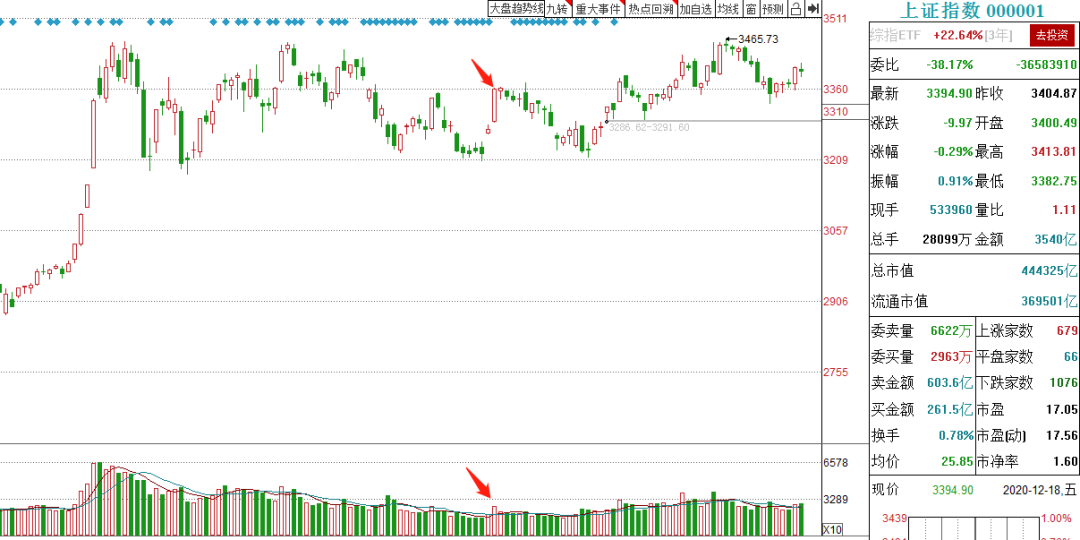 大盘趋势线 九转 重大事件 热点回溯 加自选 均线 窗 预测
上证指数 000001
综指ETF +22.64% [3年] 去投资
3511
3465.73
3360
3310
3286.62-3291.60
3209
3057
2906
2755
6578
3289
X10
委比 -38.17% -36583910
最新 3394.90 昨收 3404.87
涨跌 -9.97 开盘 3400.49
涨幅 -0.29% 最高 3413.81
振幅 0.91% 最低 3382.75
现手 533960 量比 1.11
总手 28099万 金额 3540亿
总市值 444325亿
流通市值 369501亿
委卖量 6622万 上涨家数 679
委买量 2963万 平盘家数 66
卖金额 603.6亿 下跌家数 1076
买金额 261.5亿 市盈 17.05
换手 0.78% 市盈(动) 17.56
均价 25.85 市净率 1.60
现价 3394.90 2020-12-18,五
3439 1.00%